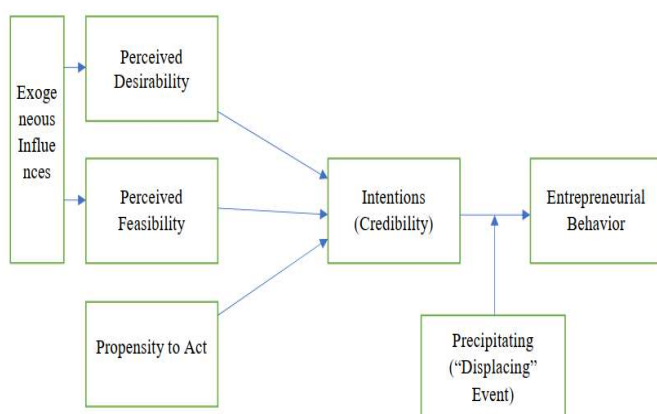 Exoge
neous
Influe
nces
Perceived
Desirability
Perceived
Feasibility
Propensity to Act
Intentions
(Credibility)
Entrepreneurial
Behavior
Precipitating
(“Displacing”
Event)